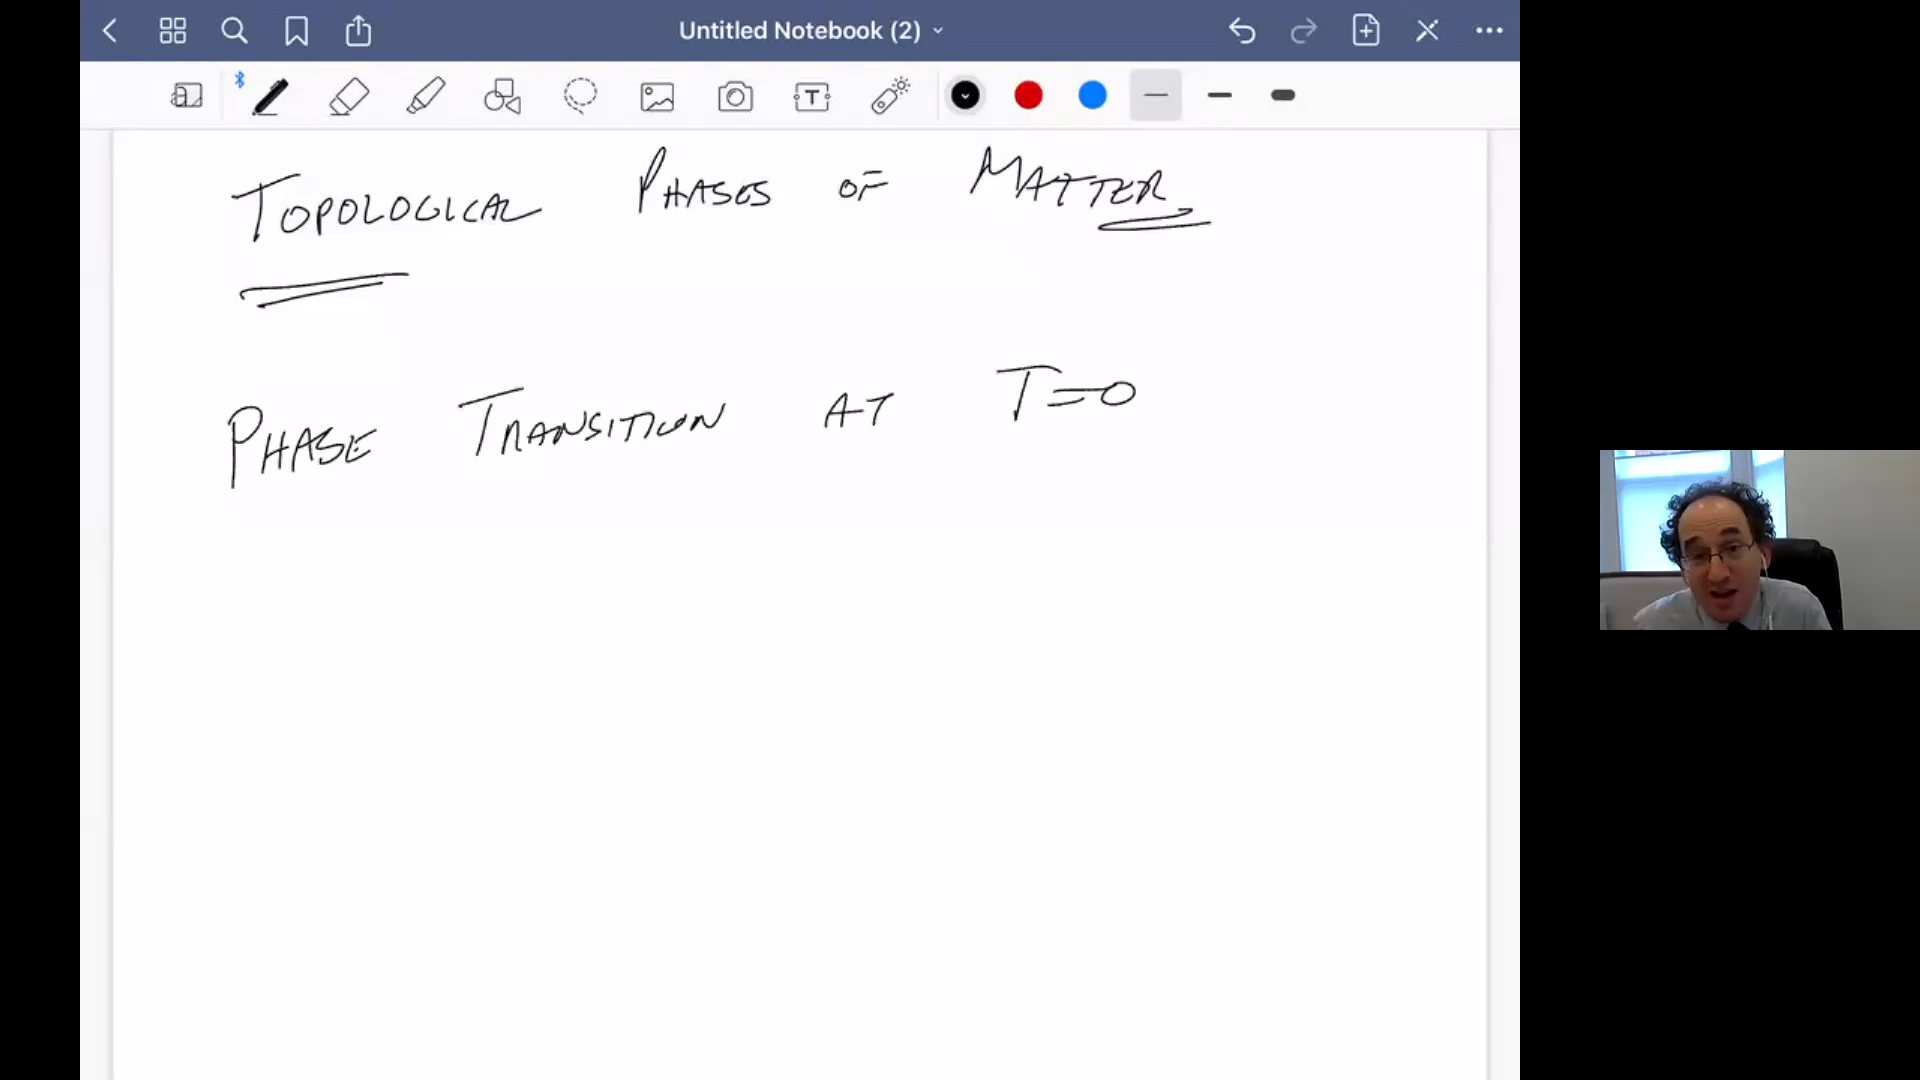 Untitled Notebook (2)
TOPOLOGICAL PHASES OF MATTER
PHASE TRANSITION AT T=0